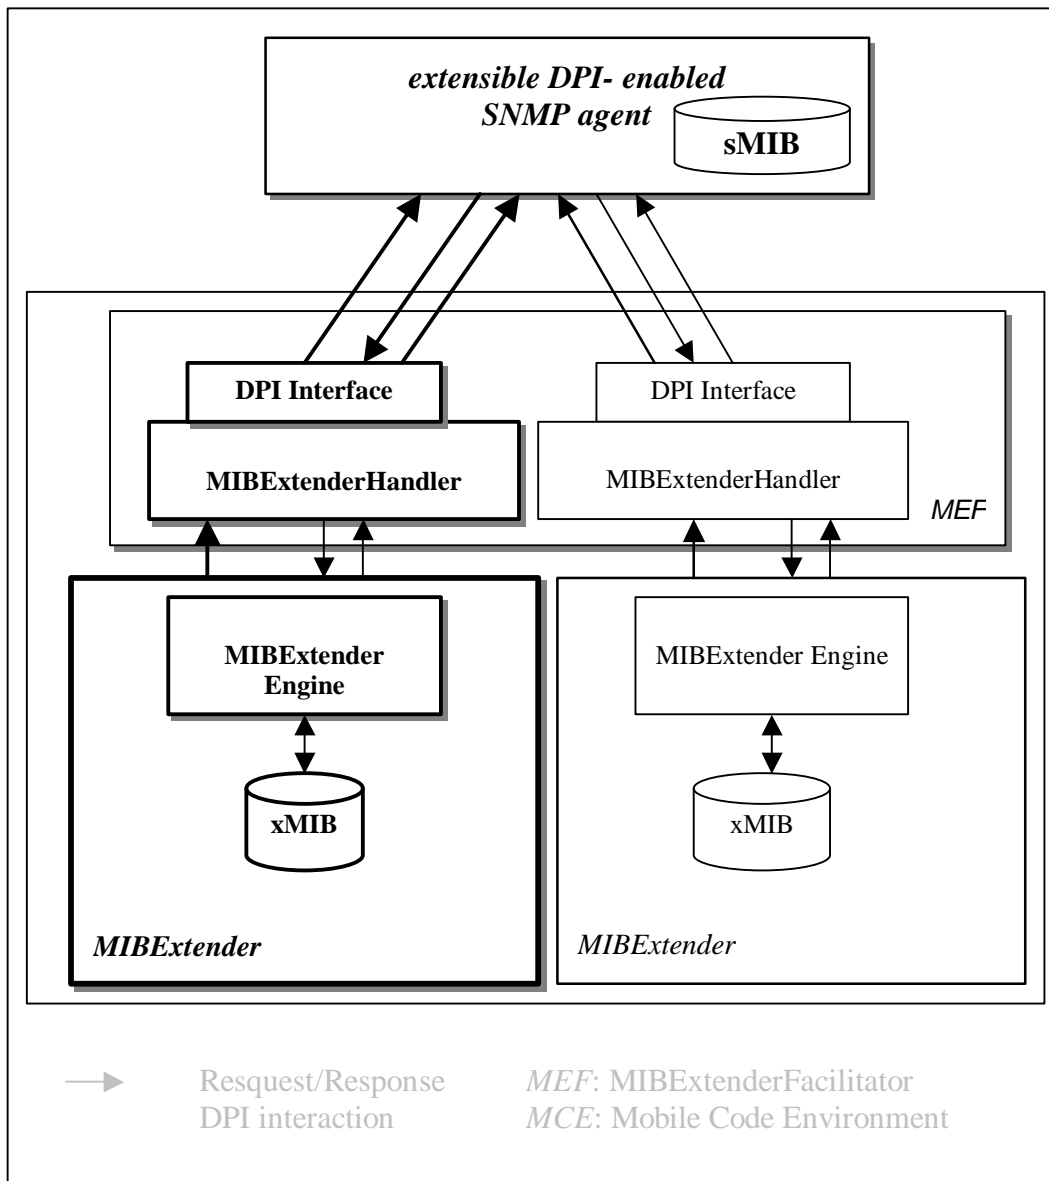 extensible DPI- enabled
SNMP agent
sMIB
DPI Interface
DPI Interface
MIBExtenderHandler
MIBExtenderHandler
MEF
MIBExtender
Engine
MIBExtender Engine
xMIB
xMIB
MIBExtender
MIBExtender
Resquest/Response
DPI interaction
MEF: MIBExtenderFacilitator
MCE: Mobile Code Environment